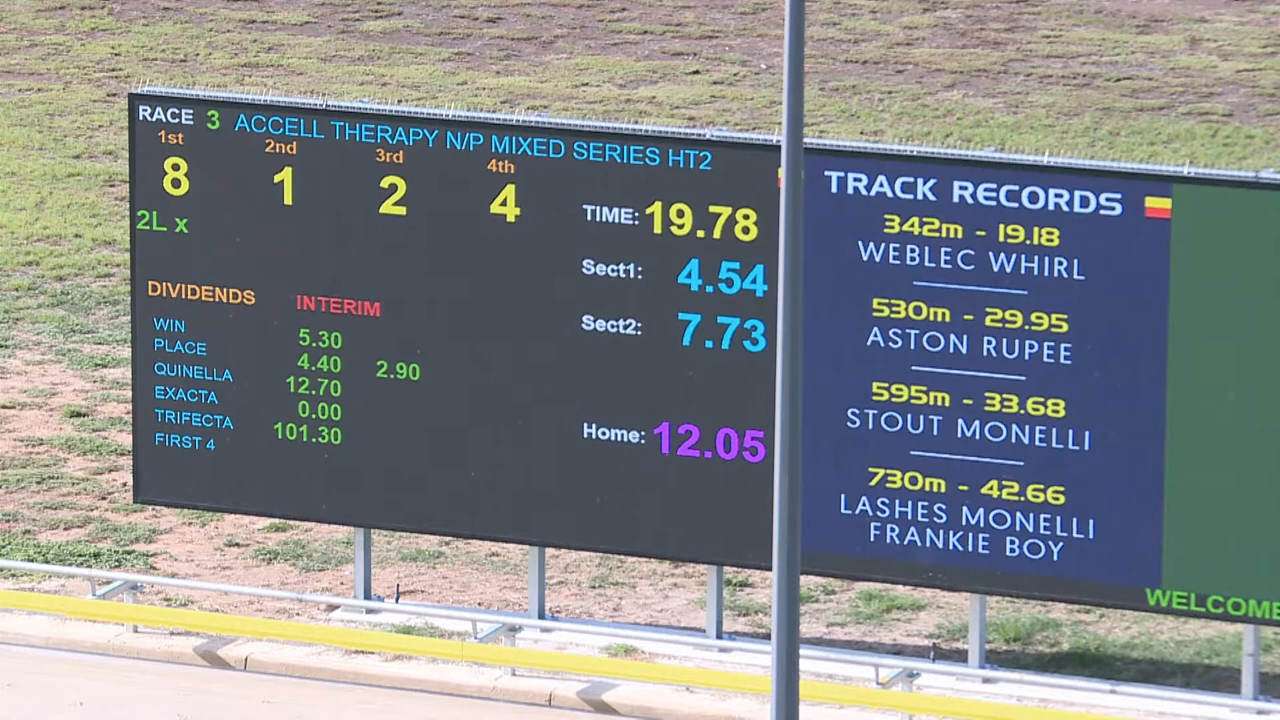 RACE 3 ACCELL THERAPY N/P MIXED SERIES HT2
1st 2nd 3rd 4th
8 1 2 4
2L x
TIME: 19.78
Sect1: 4.54
Sect2: 7.73
Home: 12.05
DIVIDENDS INTERIM
WIN 5.30
PLACE 4.40 2.90
QUINELLA 12.70
EXACTA 0.00
TRIFECTA 101.30
FIRST 4
TRACK RECORDS
342m - 19.18
WEBLEC WHIRL
530m - 29.95
ASTON RUPEE
595m - 33.68
STOUT MONELLI
730m - 42.66
LASHES MONELLI
FRANKIE BOY
WELCOME